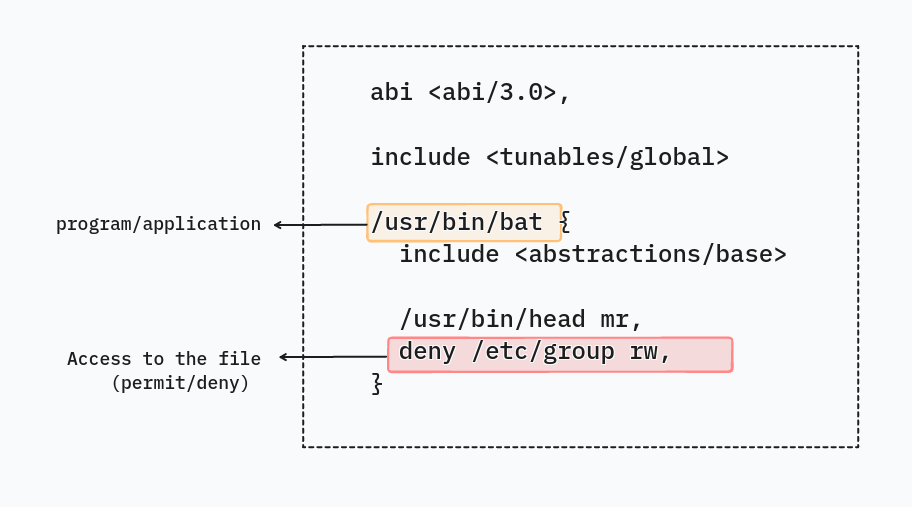 abi <abi/3.0>,
include <tunables/global>
program/application
/usr/bin/bat {
include <abstractions/base>
/usr/bin/head mr,
deny /etc/group rw,
Access to the file
(permit/deny)
}